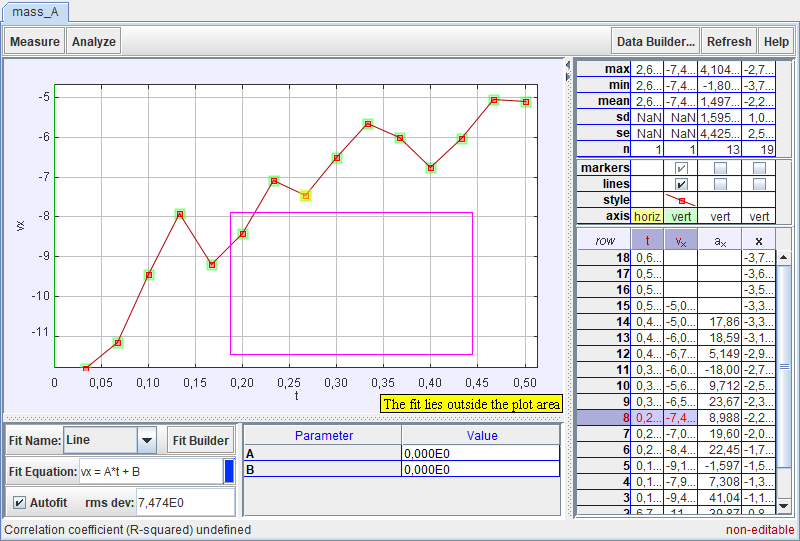 mass_A
Measure Analyze Data Builder... Refresh Help
max 2,6... -7,4... 4,104... -2,7...
min 2,6... -7,4... -1,80... -3,7...
mean 2,6... -7,4... 1,497... -2,2...
sd NaN NaN 1,595... 1,0...
se NaN NaN 4,425... 2,5...
n 1 1 13 19
markers
lines
style
axis horiz vert vert vert
row t vx ax x
18 0,6... -3,7...
17 0,5... -3,6...
16 0,5... -3,5...
15 0,5... -5,0... -3,3...
14 0,4... -5,0... 17,86 -3,3...
13 0,4... -6,0... 18,59 -3,1...
12 0,4... -6,7... 5,149 -2,9...
11 0,3... -6,0... -18,00 -2,7...
10 0,3... -5,6... 9,712 -2,5...
9 0,3... -6,5... 23,67 -2,3...
8 0,2... -7,4... 8,988 -2,2...
7 0,2... -7,0... 19,60 -2,0...
6 0,2... -8,4... 22,45 -1,7...
5 0,1... -9,1... -1,597 -1,5...
4 0,1... -7,9... 7,308 -1,3...
3 0,1... -9,4... 41,04 -1,1...
-5
-6
-7
-8
-9
-10
-11
vx
0 0,05 0,10 0,15 0,20 0,25 0,30 0,35 0,40 0,45 0,50
t
The fit lies outside the plot area
Fit Name: Line Fit Builder
Fit Equation: vx = A*t + B
Autofit rms dev: 7,474E0
Parameter Value
A 0,000E0
B 0,000E0
Correlation coefficient (R-squared) undefined non-editable